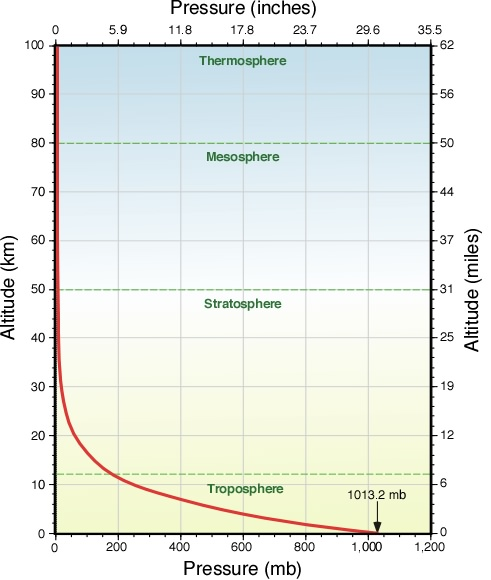 Pressure (inches)
0 5.9 11.8 17.8 23.7 29.6 35.5
100 62
Thermosphere
90 56
80 50
Mesosphere
70 44
60 37
Altitude (km)
Altitude (miles)
50 31
Stratosphere
40 25
30 19
20 12
10 6
Troposphere
1013.2 mb
0 0
0 200 400 600 800 1,000 1,200
Pressure (mb)